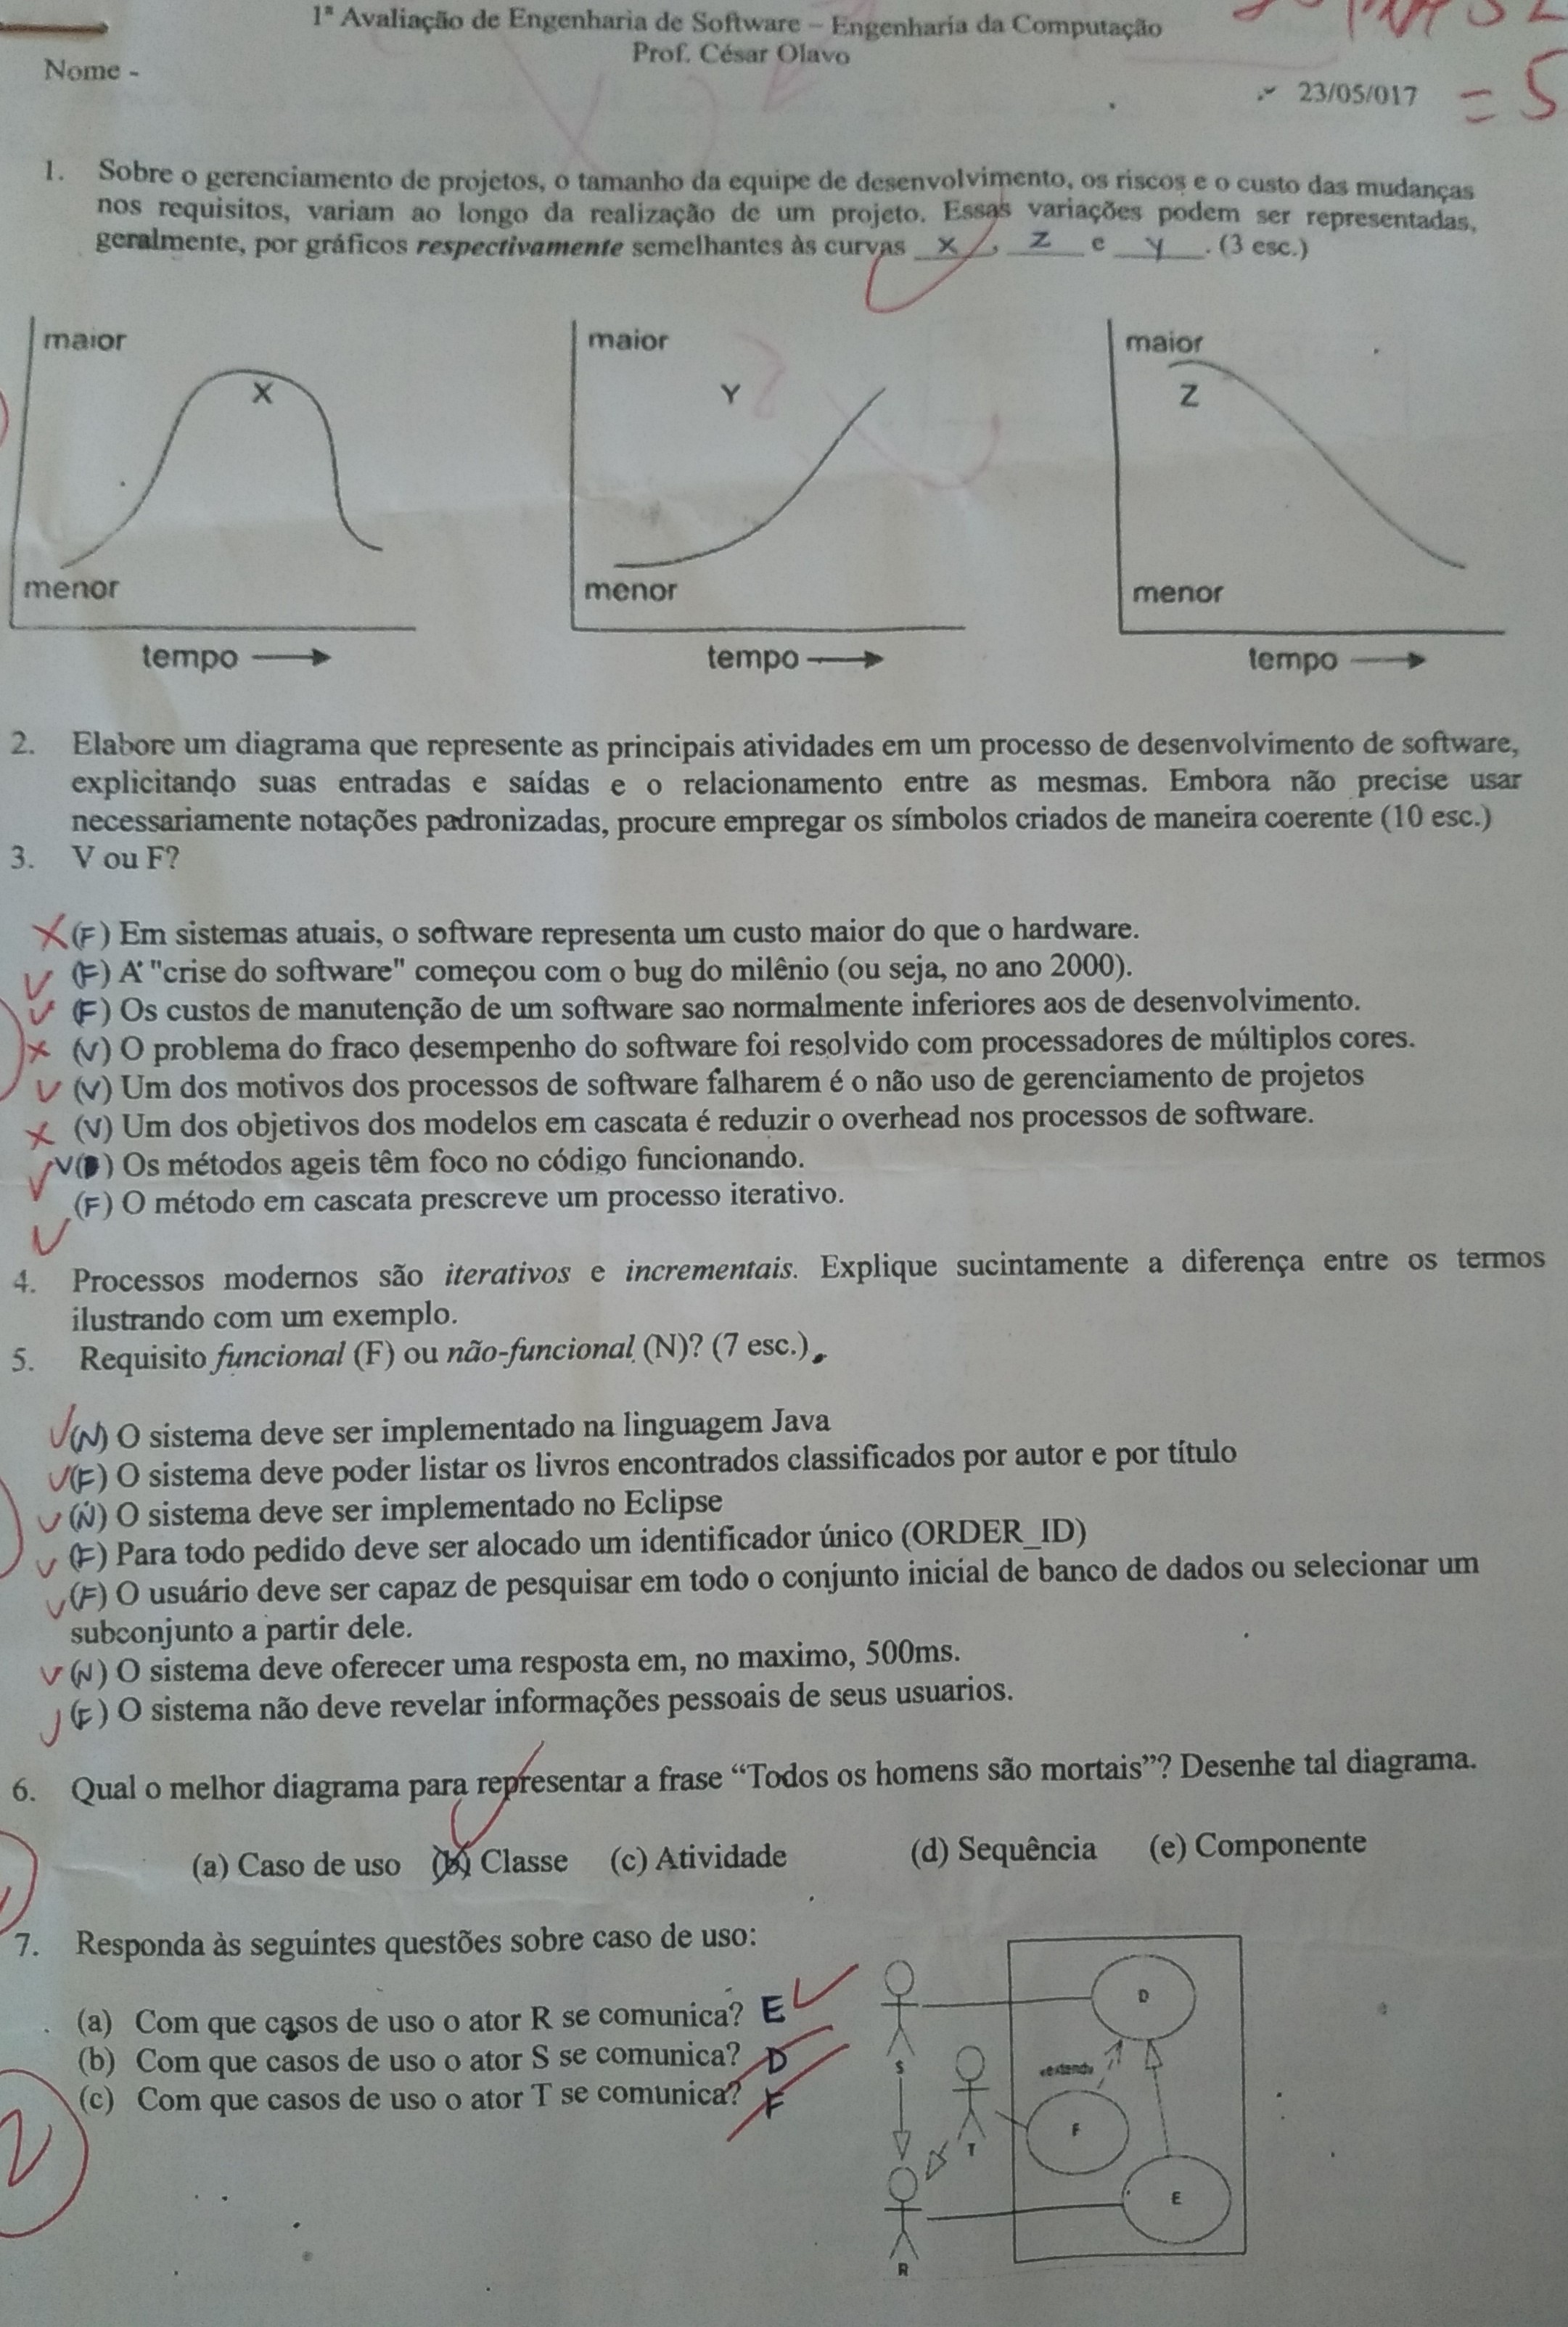 1ª Avaliação de Engenharia de Software – Engenharia da Computação
Prof. César Olavo
Nome -
23/05/017
= 5
1. Sobre o gerenciamento de projetos, o tamanho da equipe de desenvolvimento, os riscos e o custo das mudanças
nos requisitos, variam ao longo da realização de um projeto. Essas variações podem ser representadas,
geralmente, por gráficos respectivamente semelhantes às curvas X, Z e Y. (3 esc.)
maior maior maior
X Y Z
menor menor menor
tempo tempo tempo
2. Elabore um diagrama que represente as principais atividades em um processo de desenvolvimento de software,
explicitando suas entradas e saídas e o relacionamento entre as mesmas. Embora não precise usar
necessariamente notações padronizadas, procure empregar os símbolos criados de maneira coerente (10 esc.)
3. V ou F?
(F) Em sistemas atuais, o software representa um custo maior do que o hardware.
(F) A "crise do software" começou com o bug do milênio (ou seja, no ano 2000).
(F) Os custos de manutenção de um software sao normalmente inferiores aos de desenvolvimento.
(V) O problema do fraco desempenho do software foi resolvido com processadores de múltiplos cores.
(V) Um dos motivos dos processos de software falharem é o não uso de gerenciamento de projetos
(V) Um dos objetivos dos modelos em cascata é reduzir o overhead nos processos de software.
V( ) Os métodos ageis têm foco no código funcionando.
(F) O método em cascata prescreve um processo iterativo.
4. Processos modernos são iterativos e incrementais. Explique sucintamente a diferença entre os termos
ilustrando com um exemplo.
5. Requisito funcional (F) ou não-funcional (N)? (7 esc.)
(N) O sistema deve ser implementado na linguagem Java
(F) O sistema deve poder listar os livros encontrados classificados por autor e por título
(N) O sistema deve ser implementado no Eclipse
(F) Para todo pedido deve ser alocado um identificador único (ORDER_ID)
(F) O usuário deve ser capaz de pesquisar em todo o conjunto inicial de banco de dados ou selecionar um
subconjunto a partir dele.
(N) O sistema deve oferecer uma resposta em, no maximo, 500ms.
(F) O sistema não deve revelar informações pessoais de seus usuarios.
6. Qual o melhor diagrama para representar a frase “Todos os homens são mortais”? Desenhe tal diagrama.
(a) Caso de uso (b) Classe (c) Atividade (d) Sequência (e) Componente
7. Responda às seguintes questões sobre caso de uso:
(a) Com que casos de uso o ator R se comunica? E
(b) Com que casos de uso o ator S se comunica? D
(c) Com que casos de uso o ator T se comunica? F
2
D
S
T
F
E
R